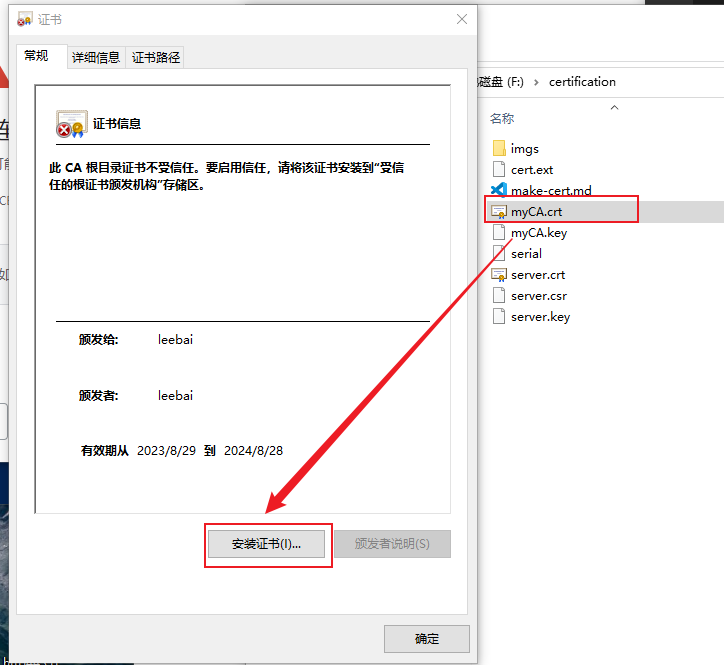 证书
常规
详细信息
证书路径
证书信息
此 CA 根目录证书不受信任。要启用信任，请将该证书安装到"受信
任的根证书颁发机构"存储区。
颁发给: leebai
颁发者: leebai
有效期从 2023/8/29 到 2024/8/28
安装证书(I)...
颁发者说明(S)
确定
磁盘 (F:) › certification
名称
imgs
cert.ext
make-cert.md
myCA.crt
myCA.key
serial
server.crt
server.csr
server.key